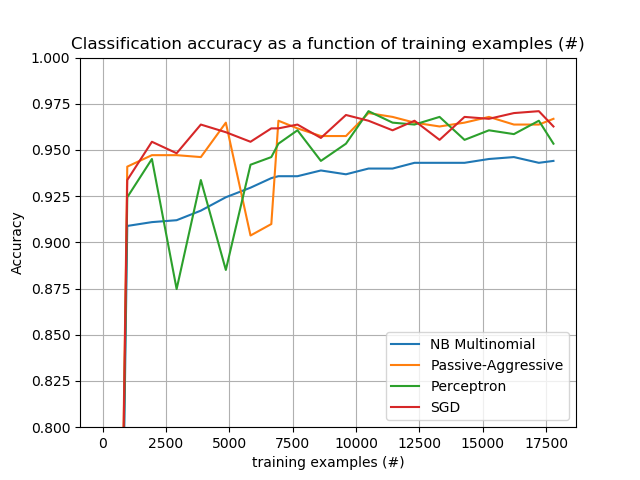 Classification accuracy as a function of training examples (#)
1.000
0.975
0.950
0.925
0.900
0.875
0.850
0.825
0.800
Accuracy
NB Multinomial
Passive-Aggressive
Perceptron
SGD
0 2500 5000 7500 10000 12500 15000 17500
training examples (#)